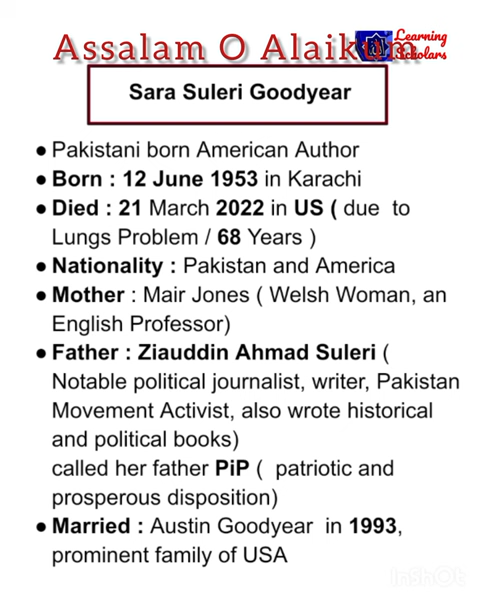 Assalam O Alaikum
Learning
Scholars
Sara Suleri Goodyear
● Pakistani born American Author
● Born : 12 June 1953 in Karachi
● Died : 21 March 2022 in US ( due to
Lungs Problem / 68 Years )
● Nationality : Pakistan and America
● Mother : Mair Jones ( Welsh Woman, an
English Professor)
● Father : Ziauddin Ahmad Suleri (
Notable political journalist, writer, Pakistan
Movement Activist, also wrote historical
and political books)
called her father PiP ( patriotic and
prosperous disposition)
● Married : Austin Goodyear in 1993,
prominent family of USA
InShOt